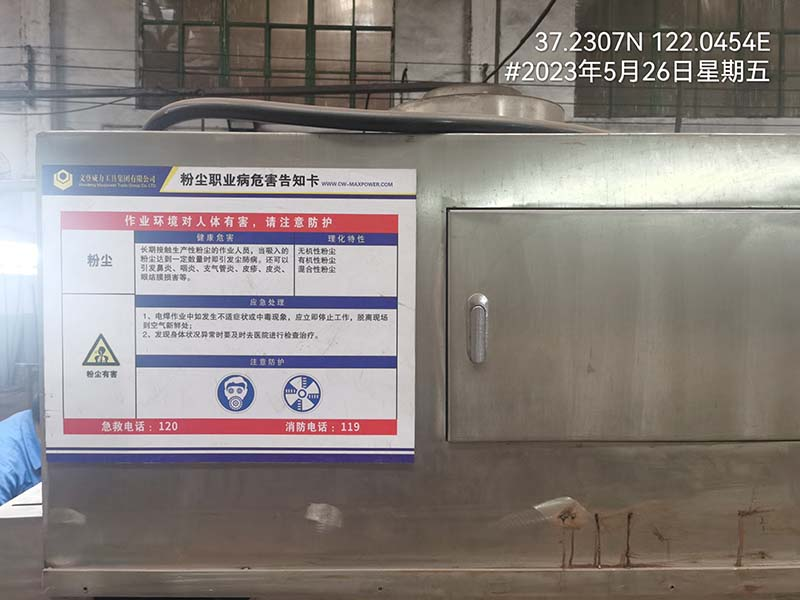 37.2307N 122.0454E
#2023年5月26日星期五
文登威力工具集团有限公司
粉尘职业病危害告知卡 WWW.CW-MAXPOWER.COM
作业环境对人体有害，请注意防护
粉尘
健康危害
理化特性
长期接触生产性粉尘的作业人员，当吸入的
粉尘达到一定数量时即引发尘肺病。还可以
引发鼻炎、咽炎、支气管炎、皮疹、皮炎、
眼结膜损害等。
无机性粉尘
有机性粉尘
混合性粉尘
应急处理
1、电焊作业中如发生不适症状或中毒现象，应立即停止工作，脱离现场
到空气新鲜处；
2、发现身体状况异常时要及时去医院进行检查治疗。
粉尘有害
注意防护
急救电话：120
消防电话：119